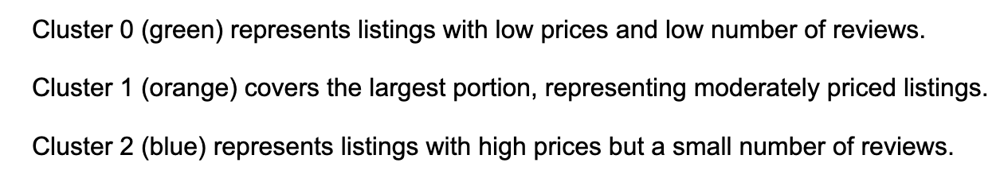 Cluster 0 (green) represents listings with low prices and low number of reviews.
Cluster 1 (orange) covers the largest portion, representing moderately priced listings.
Cluster 2 (blue) represents listings with high prices but a small number of reviews.